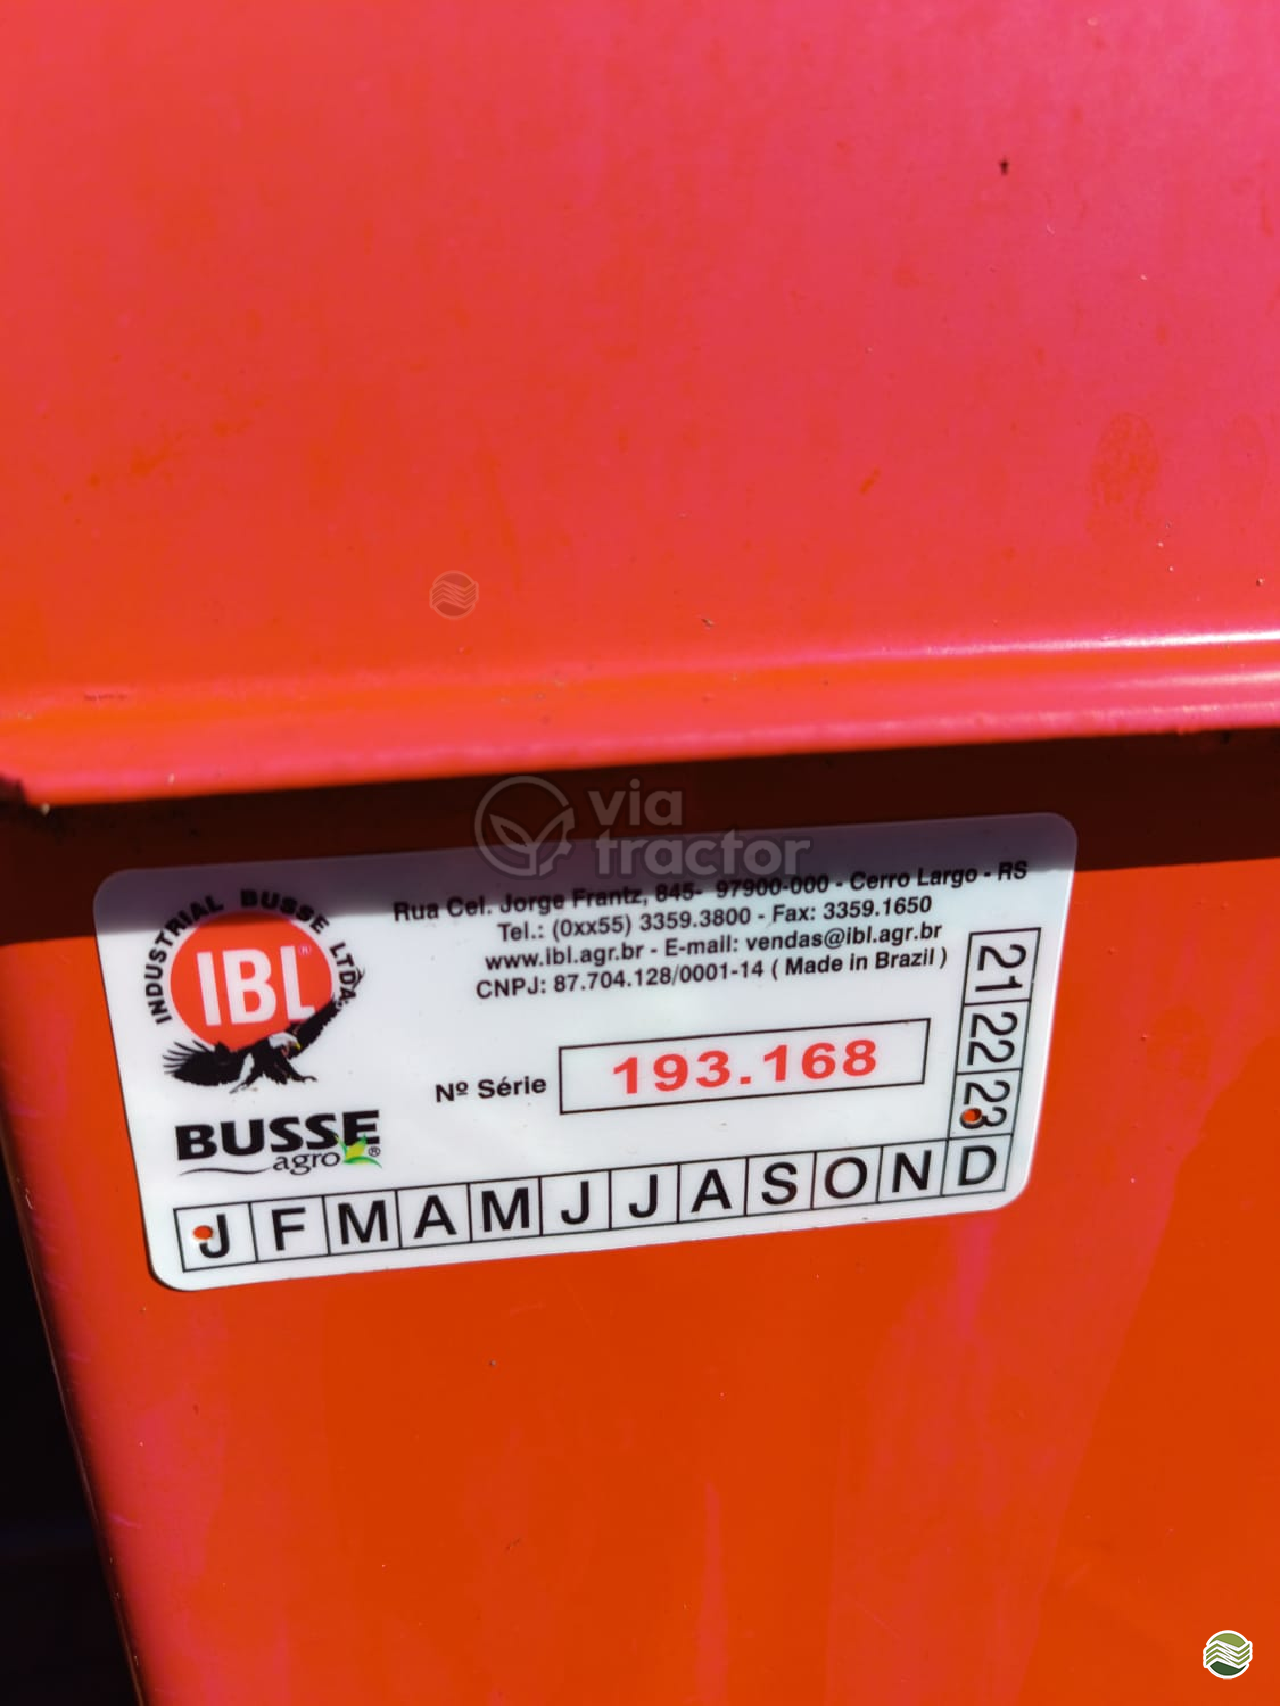 via
tractor
INDUSTRIAL BUSSE LTDA.
IBL®
BUSSE
agro®
Rua Cel. Jorge Frantz, 845- 97900-000 - Cerro Largo - RS
Tel.: (0xx55) 3359.3800 - Fax: 3359.1650
www.ibl.agr.br - E-mail: vendas@ibl.agr.br
CNPJ: 87.704.128/0001-14 ( Made in Brazil )
Nº Série 193.168
21 22 23
J F M A M J J A S O N D